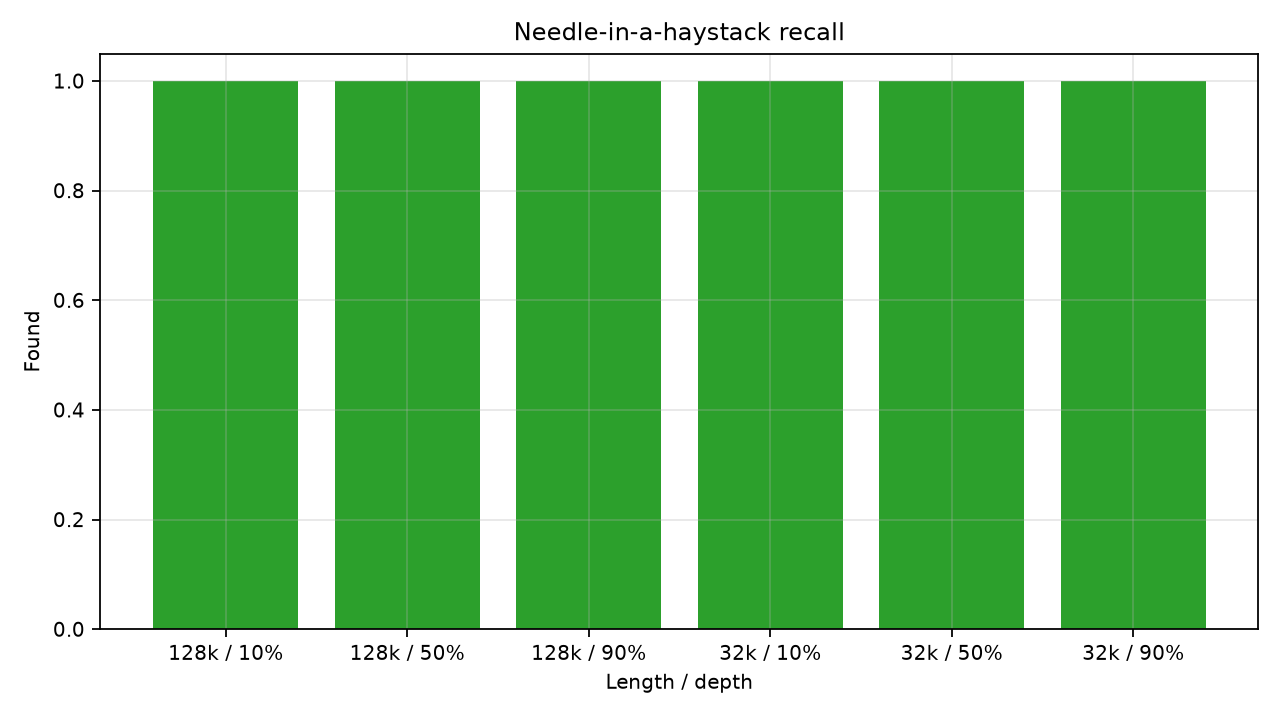 Needle-in-a-haystack recall
Found
1.0
0.8
0.6
0.4
0.2
0.0
128k / 10% 128k / 50% 128k / 90% 32k / 10% 32k / 50% 32k / 90%
Length / depth